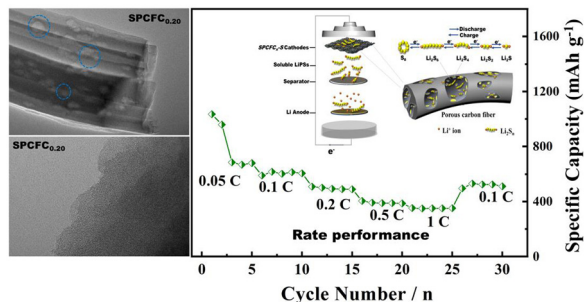 SPCFC0.20
SPCFC0.20
SPCFCx-S Cathodes
Soluble LiPSs
Separator
Li Anode
e-
Discharge
Charge
e- e- e- e-
S8 Li2S8 Li2S4 Li2S2 Li2S
Porous carbon fiber
Li+ ion Li2Sn
0.05 C
0.1 C
0.2 C
0.5 C
1 C
0.1 C
Rate performance
0 5 10 15 20 25 30
Cycle Number / n
1600
1200
800
400
0
Specific Capacity (mAh g-1)